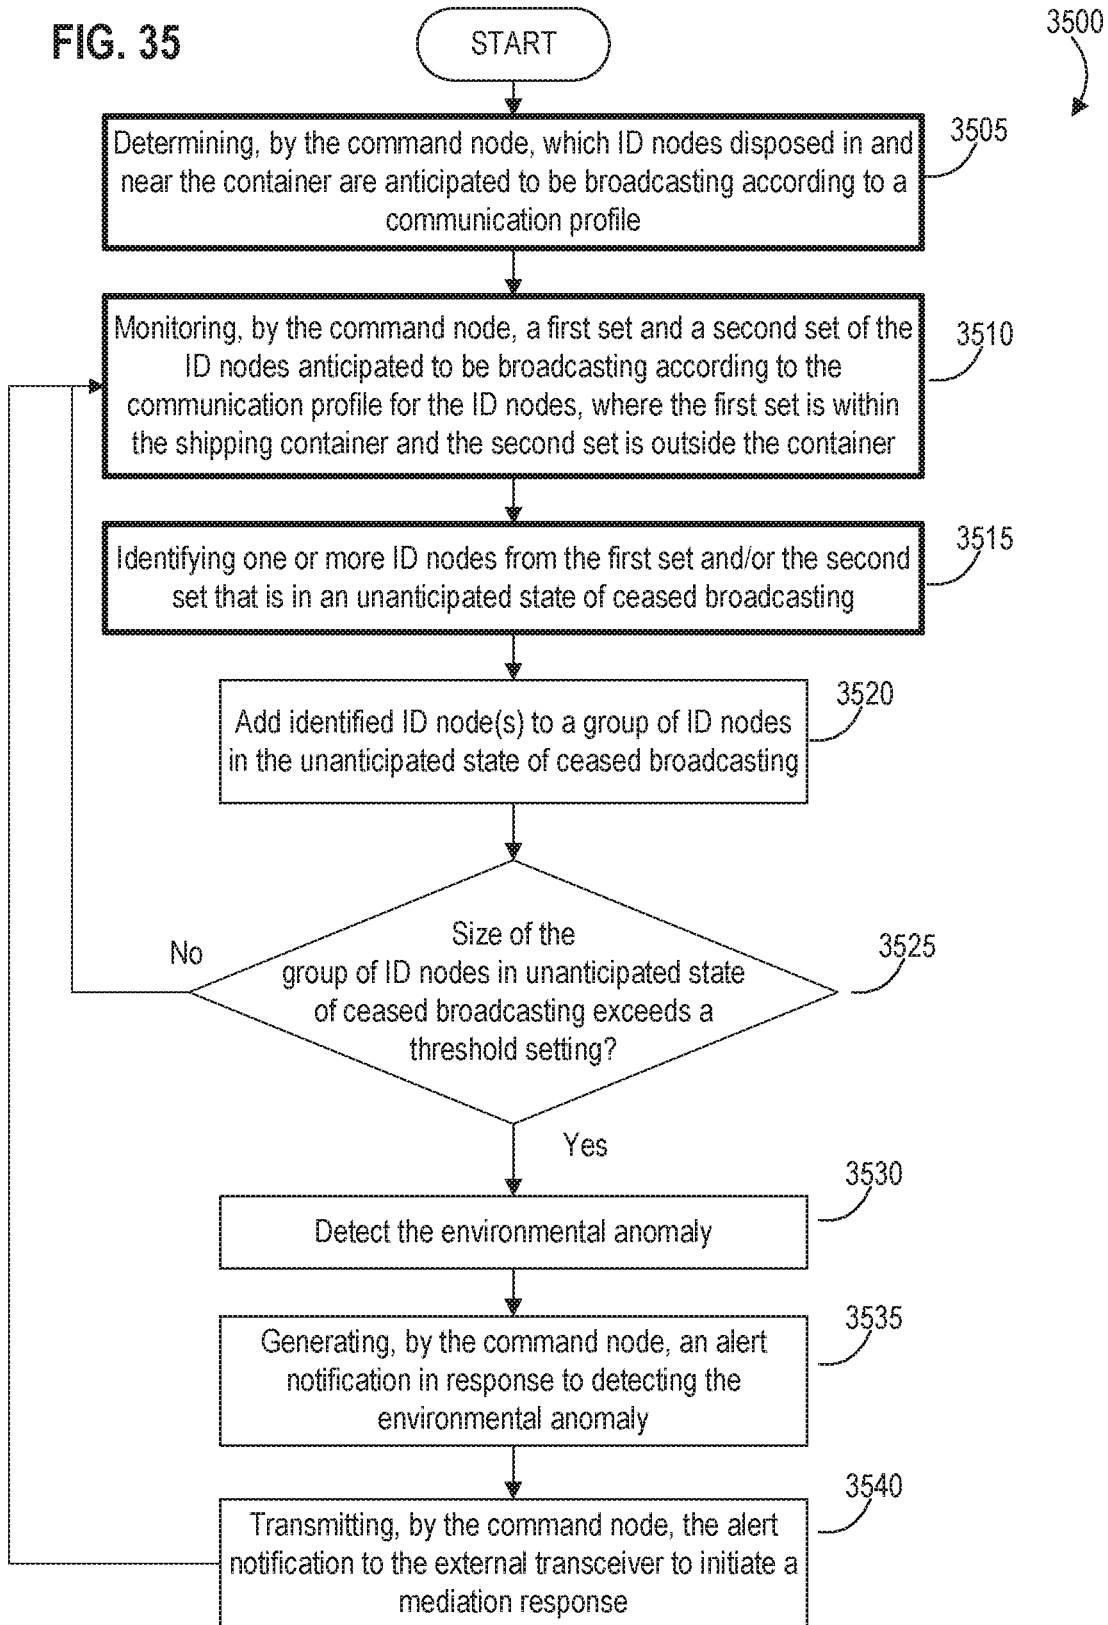 FIG. 35
START
3500
Determining, by the command node, which ID nodes disposed in and
near the container are anticipated to be broadcasting according to a
communication profile
3505
Monitoring, by the command node, a first set and a second set of the
ID nodes anticipated to be broadcasting according to the
communication profile for the ID nodes, where the first set is within
the shipping container and the second set is outside the container
3510
Identifying one or more ID nodes from the first set and/or the second
set that is in an unanticipated state of ceased broadcasting
3515
Add identified ID node(s) to a group of ID nodes
in the unanticipated state of ceased broadcasting
3520
Size of the
group of ID nodes in unanticipated state
of ceased broadcasting exceeds a
threshold setting?
3525
No
Yes
Detect the environmental anomaly
3530
Generating, by the command node, an alert
notification in response to detecting the
environmental anomaly
3535
Transmitting, by the command node, the alert
notification to the external transceiver to initiate a
mediation response
3540